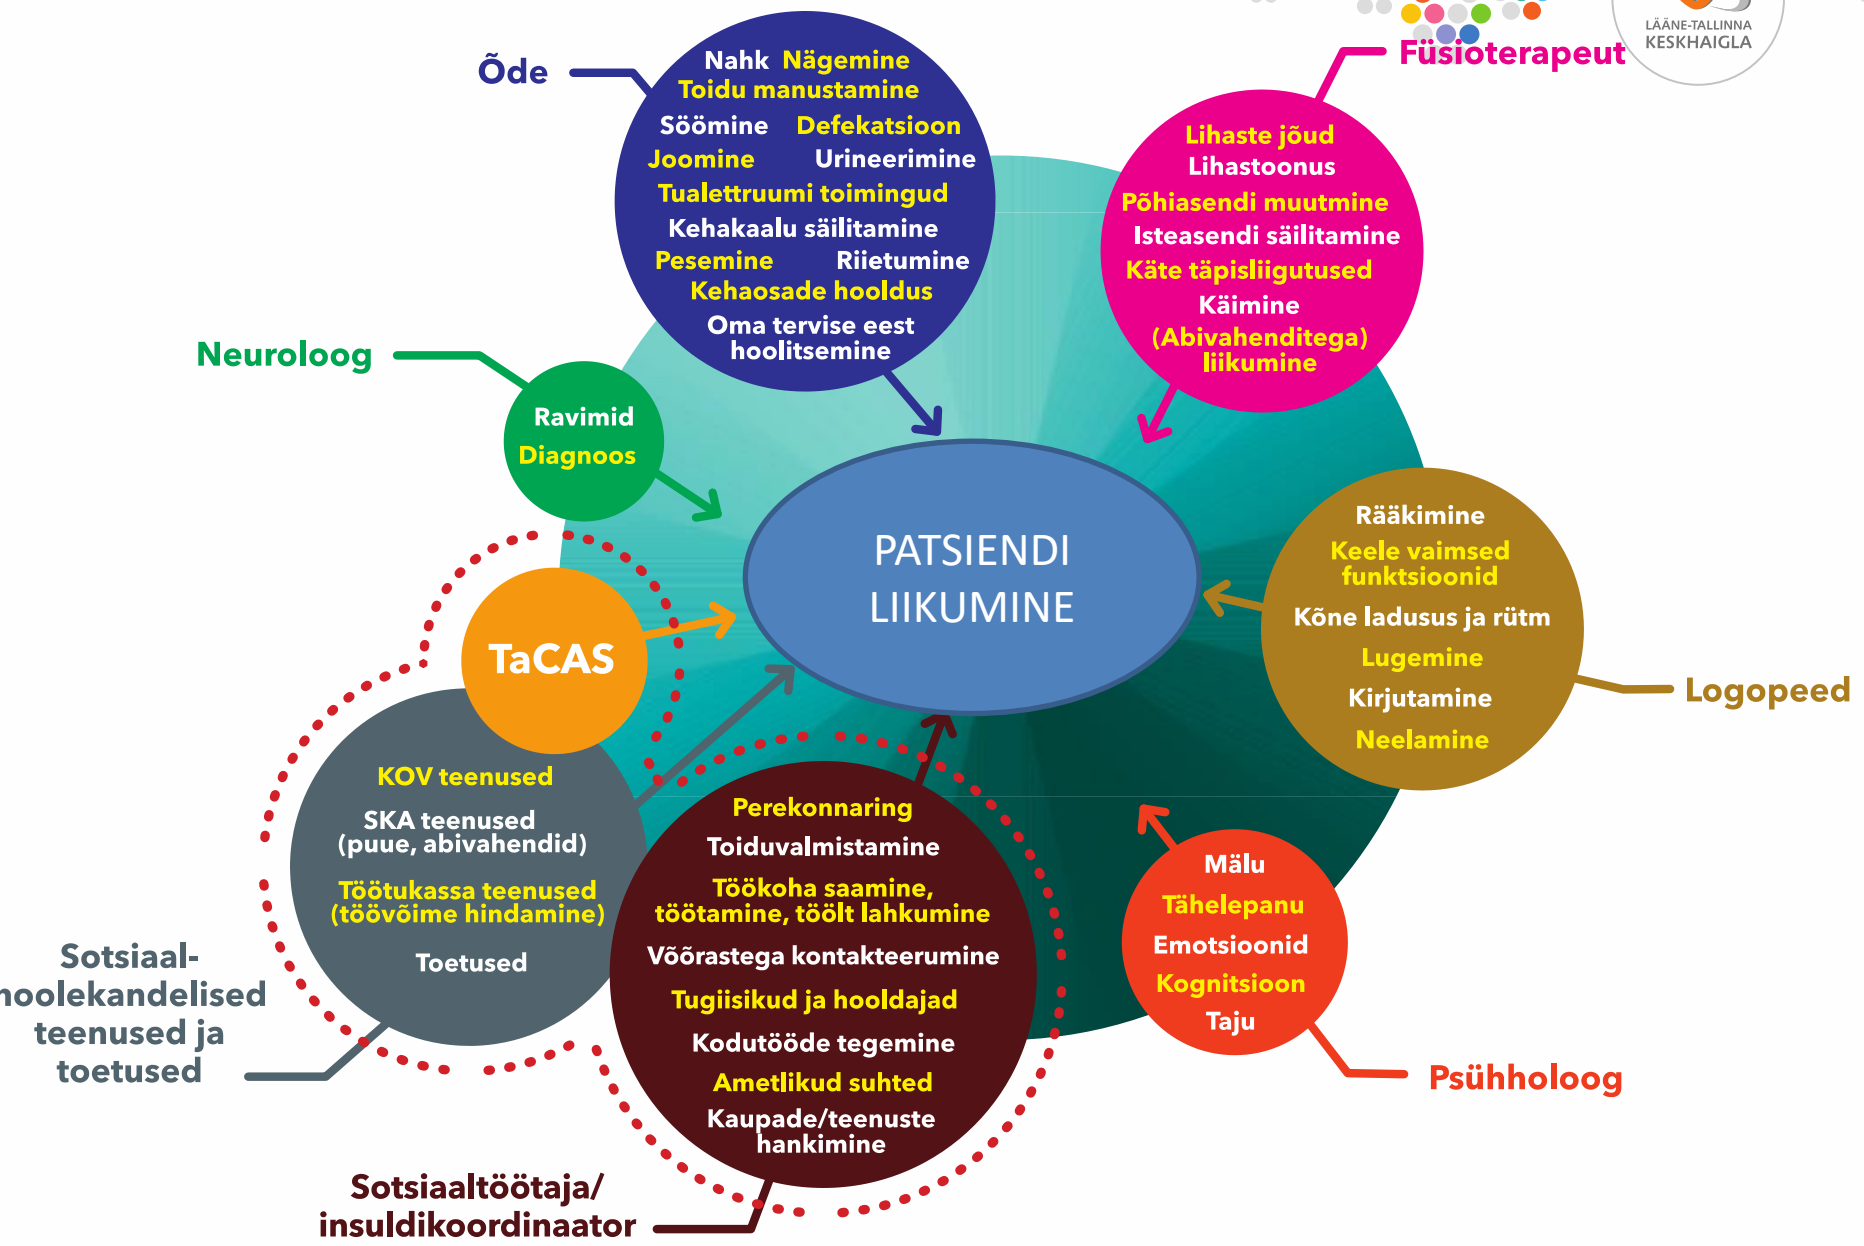 LÄÄNE-TALLINNA
KESKHAIGLA
Õde
Nahk Nägemine
Toidu manustamine
Söömine Defekatsioon
Joomine Urineerimine
Tualettruumi toimingud
Kehakaalu säilitamine
Pesemine Riietumine
Kehaosade hooldus
Oma tervise eest
hoolitsemine
Füsioterapeut
Lihaste jõud
Lihastoonus
Põhiasendi muutmine
Isteasendi säilitamine
Käte täpisliigutused
Käimine
(Abivahenditega)
liikumine
Neuroloog
Ravimid
Diagnoos
PATSIENDI
LIIKUMINE
Rääkimine
Keele vaimsed
funktsioonid
Kõne ladusus ja rütm
Lugemine
Kirjutamine
Neelamine
Logopeed
TaCAS
KOV teenused
SKA teenused
(puue, abivahendid)
Töötukassa teenused
(töövõime hindamine)
Toetused
Sotsiaal-
hoolekandelised
teenused ja
toetused
Perekonnaring
Toiduvalmistamine
Töökoha saamine,
töötamine, töölt lahkumine
Võõrastega kontakteerumine
Tugiisikud ja hooldajad
Kodutööde tegemine
Ametlikud suhted
Kaupade/teenuste
hankimine
Sotsiaaltöötaja/
insuldikoordinaator
Mälu
Tähelepanu
Emotsioonid
Kognitsioon
Taju
Psühholoog